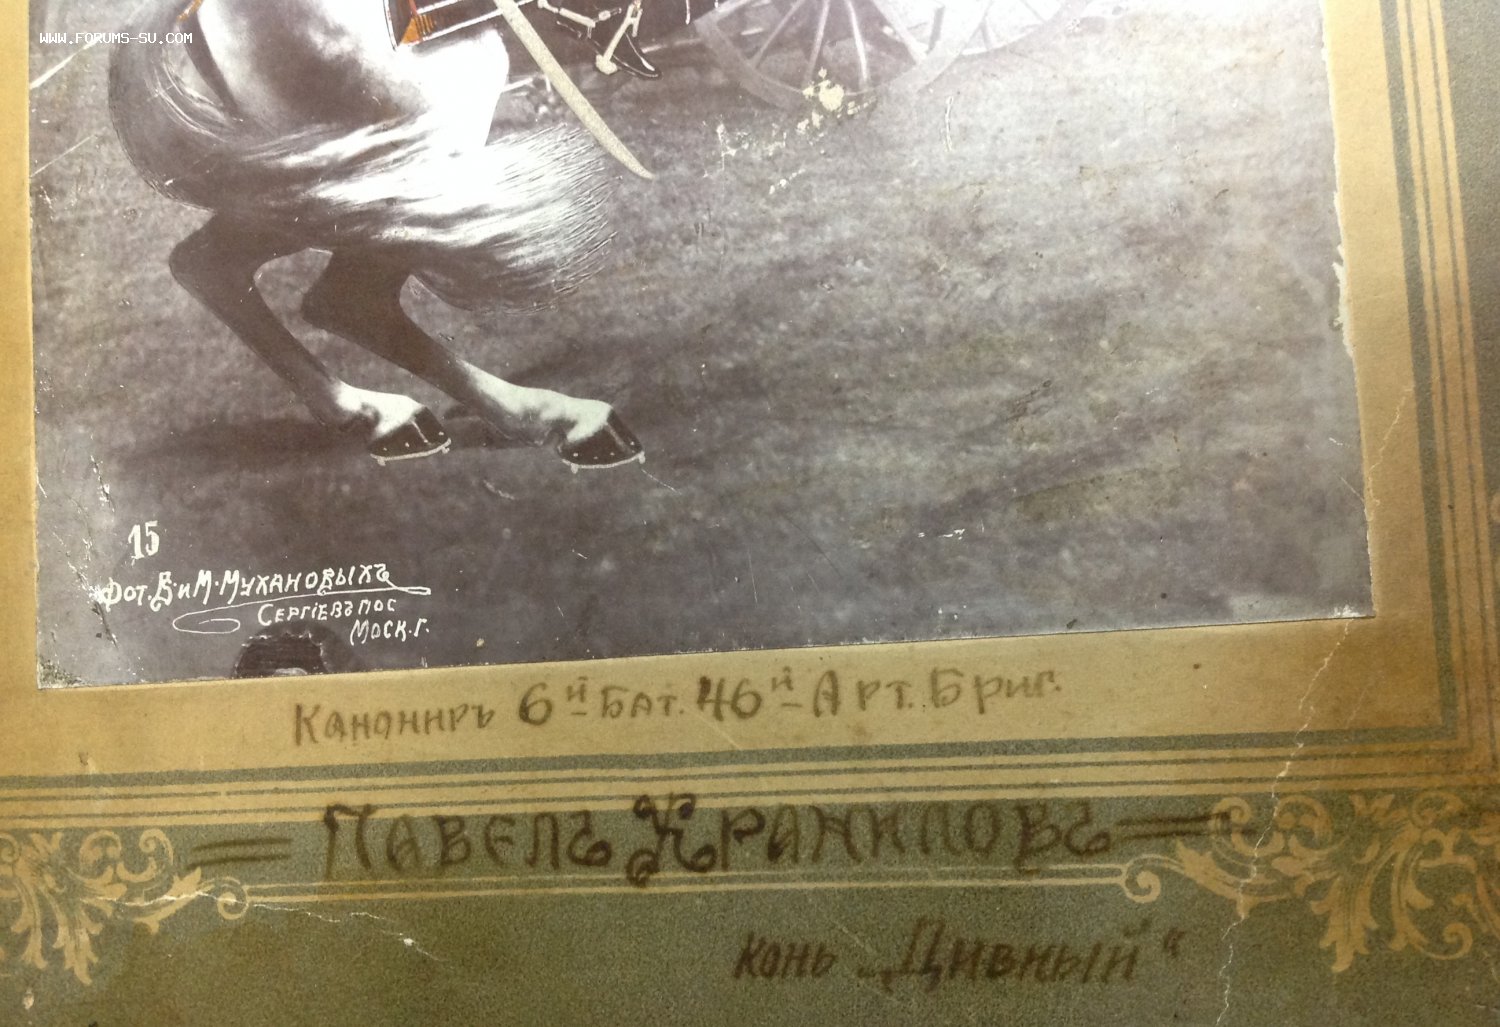 WWW.FORUMS-SU.COM
15
Фот. В. и М. Мухановыхъ
Сергіевъ пос
Моск. г.
Канониръ 6й Бат. 46й Арт. Бриг.
Павелъ Краниловъ
конь „Дивный“